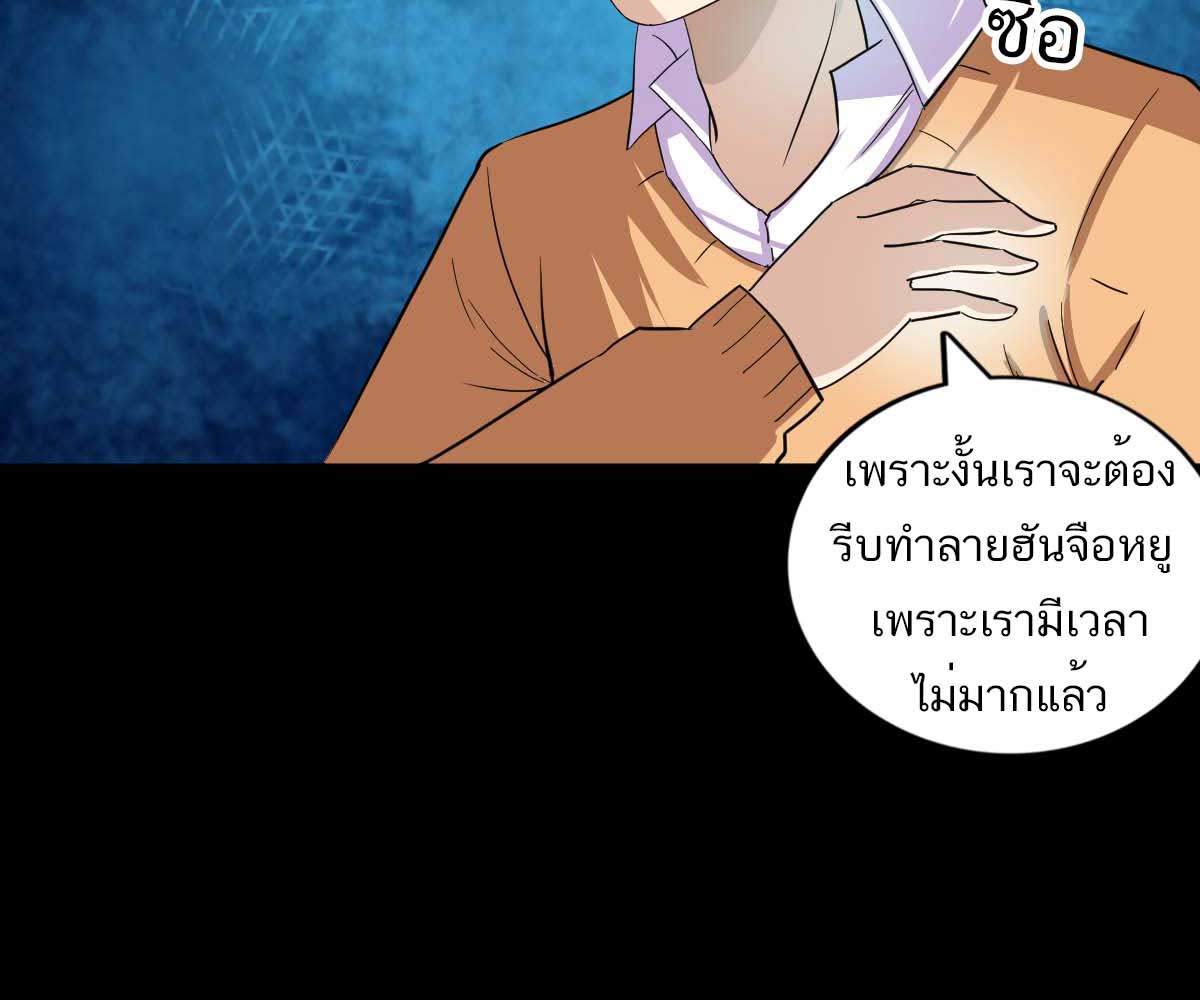 ซือ
เพราะงั้นเราจะต้อง
รีบทำลายฮันจือหยู
เพราะเรามีเวลา
ไม่มากแล้ว